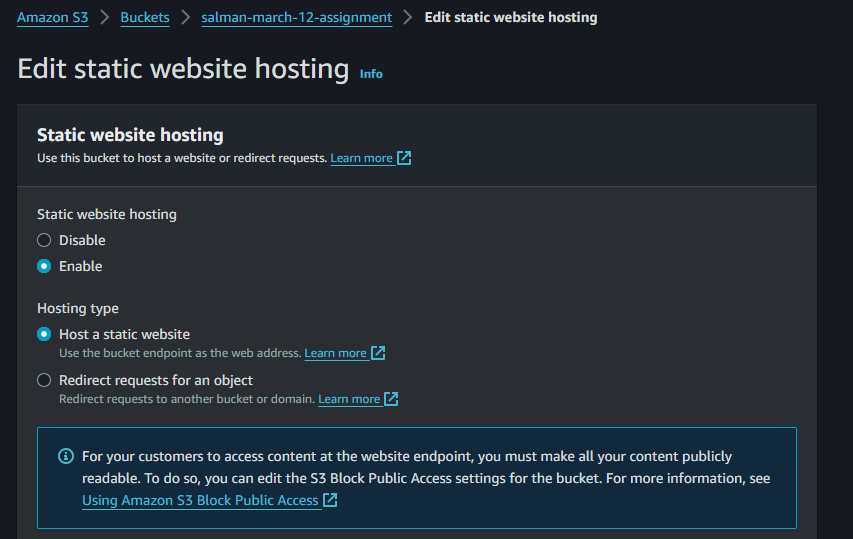 Amazon S3 > Buckets > salman-march-12-assignment > Edit static website hosting
Edit static website hosting Info
Static website hosting
Use this bucket to host a website or redirect requests. Learn more
Static website hosting
Disable
Enable
Hosting type
Host a static website
Use the bucket endpoint as the web address. Learn more
Redirect requests for an object
Redirect requests to another bucket or domain. Learn more
For your customers to access content at the website endpoint, you must make all your content publicly
readable. To do so, you can edit the S3 Block Public Access settings for the bucket. For more information, see
Using Amazon S3 Block Public Access